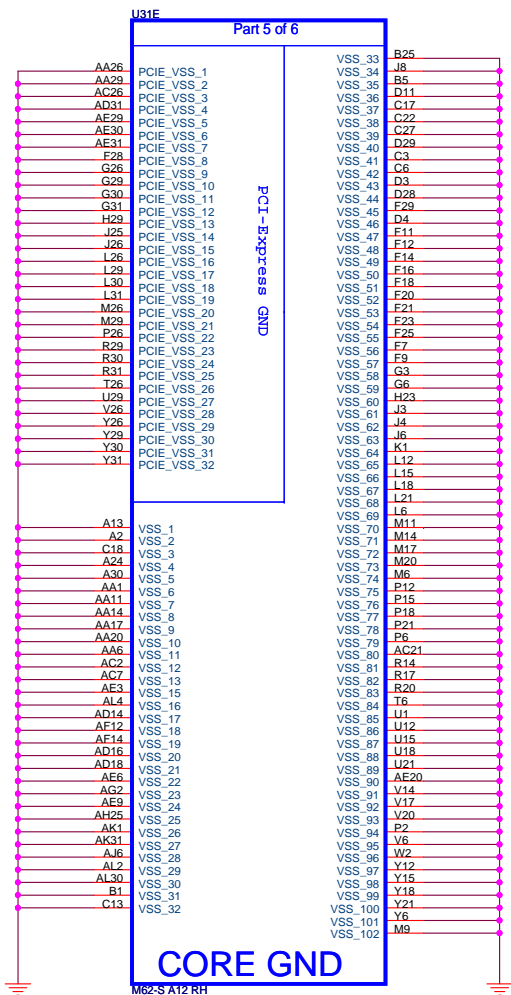 U31E
Part 5 of 6
AA26 PCIE_VSS_1
AA29 PCIE_VSS_2
AC26 PCIE_VSS_3
AD31 PCIE_VSS_4
AE29 PCIE_VSS_5
AE30 PCIE_VSS_6
AE31 PCIE_VSS_7
F28 PCIE_VSS_8
G26 PCIE_VSS_9
G29 PCIE_VSS_10
G30 PCIE_VSS_11
G31 PCIE_VSS_12
H29 PCIE_VSS_13
J25 PCIE_VSS_14
J26 PCIE_VSS_15
L26 PCIE_VSS_16
L29 PCIE_VSS_17
L30 PCIE_VSS_18
L31 PCIE_VSS_19
M26 PCIE_VSS_20
M29 PCIE_VSS_21
P26 PCIE_VSS_22
R29 PCIE_VSS_23
R30 PCIE_VSS_24
R31 PCIE_VSS_25
T26 PCIE_VSS_26
U29 PCIE_VSS_27
V26 PCIE_VSS_28
Y26 PCIE_VSS_29
Y29 PCIE_VSS_30
Y30 PCIE_VSS_31
Y31 PCIE_VSS_32
PCI-Express GND
A13 VSS_1
A2 VSS_2
C18 VSS_3
A24 VSS_4
A30 VSS_5
AA1 VSS_6
AA11 VSS_7
AA14 VSS_8
AA17 VSS_9
AA20 VSS_10
AA6 VSS_11
AC2 VSS_12
AC7 VSS_13
AE3 VSS_15
AL4 VSS_16
AD14 VSS_17
AF12 VSS_18
AF14 VSS_19
AD16 VSS_20
AD18 VSS_21
AE6 VSS_22
AG2 VSS_23
AE9 VSS_24
AH25 VSS_25
AK1 VSS_26
AK31 VSS_27
AJ6 VSS_28
AL2 VSS_29
AL30 VSS_30
B1 VSS_31
C13 VSS_32
VSS_33 B25
VSS_34 J8
VSS_35 B5
VSS_36 D11
VSS_37 C17
VSS_38 C22
VSS_39 C27
VSS_40 D29
VSS_41 C3
VSS_42 C6
VSS_43 D3
VSS_44 D28
VSS_45 F29
VSS_46 D4
VSS_47 F11
VSS_48 F12
VSS_49 F14
VSS_50 F16
VSS_51 F18
VSS_52 F20
VSS_53 F21
VSS_54 F23
VSS_55 F25
VSS_56 F7
VSS_57 F9
VSS_58 G3
VSS_59 G6
VSS_60 H23
VSS_61 J3
VSS_62 J4
VSS_63 J6
VSS_64 K1
VSS_65 L12
VSS_66 L15
VSS_67 L18
VSS_68 L21
VSS_69 L6
VSS_70 M11
VSS_71 M14
VSS_72 M17
VSS_73 M20
VSS_74 M6
VSS_75 P12
VSS_76 P15
VSS_77 P18
VSS_78 P21
VSS_79 P6
VSS_80 AC21
VSS_81 R14
VSS_82 R17
VSS_83 R20
VSS_84 T6
VSS_85 U1
VSS_86 U12
VSS_87 U15
VSS_88 U18
VSS_89 U21
VSS_90 AE20
VSS_91 V14
VSS_92 V17
VSS_93 V20
VSS_94 P2
VSS_95 V6
VSS_96 W2
VSS_97 Y12
VSS_98 Y15
VSS_99 Y18
VSS_100 Y21
VSS_101 Y6
VSS_102 M9
CORE GND
M62-S A12 RH